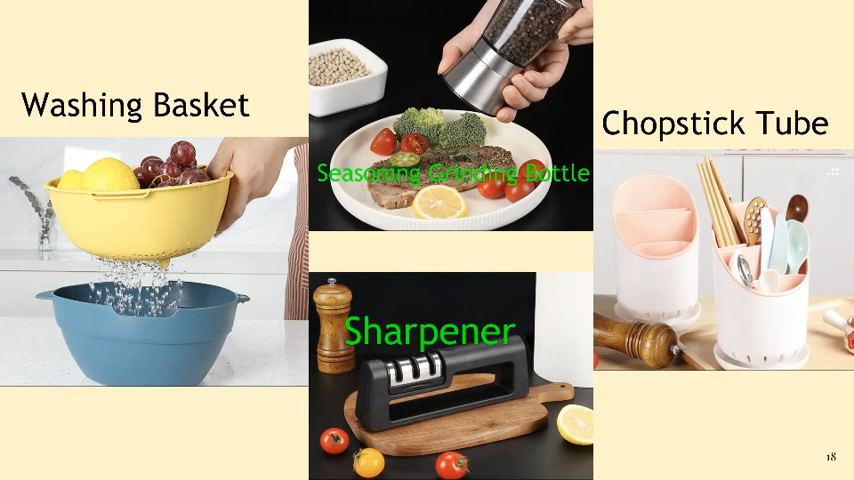 Washing Basket
Seasoning Grinding Bottle
Chopstick Tube
Sharpener
18